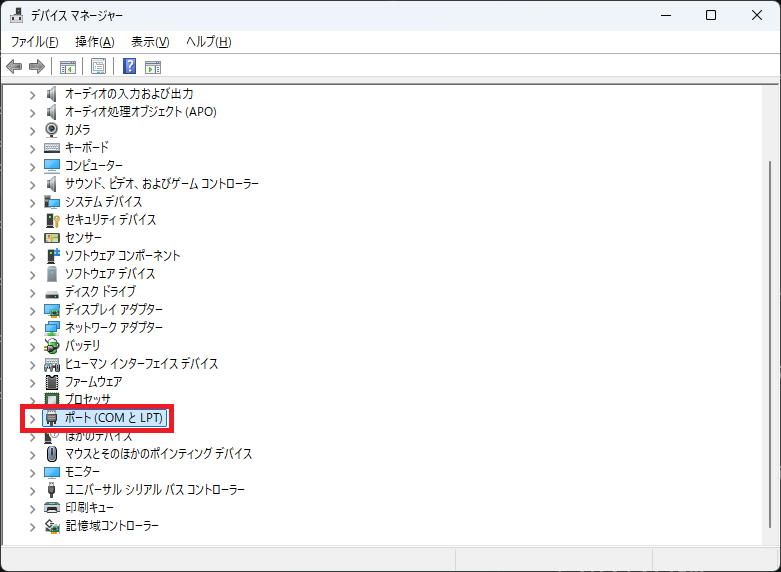 デバイス マネージャー
ファイル(F) 操作(A) 表示(V) ヘルプ(H)
オーディオの入力および出力
オーディオ処理オブジェクト (APO)
カメラ
キーボード
コンピューター
サウンド、ビデオ、およびゲーム コントローラー
システム デバイス
セキュリティ デバイス
センサー
ソフトウェア コンポーネント
ソフトウェア デバイス
ディスク ドライブ
ディスプレイ アダプター
ネットワーク アダプター
バッテリ
ヒューマン インターフェイス デバイス
ファームウェア
プロセッサ
ポート (COM と LPT)
ほかのデバイス
マウスとそのほかのポインティング デバイス
モニター
ユニバーサル シリアル バス コントローラー
印刷キュー
記憶域コントローラー